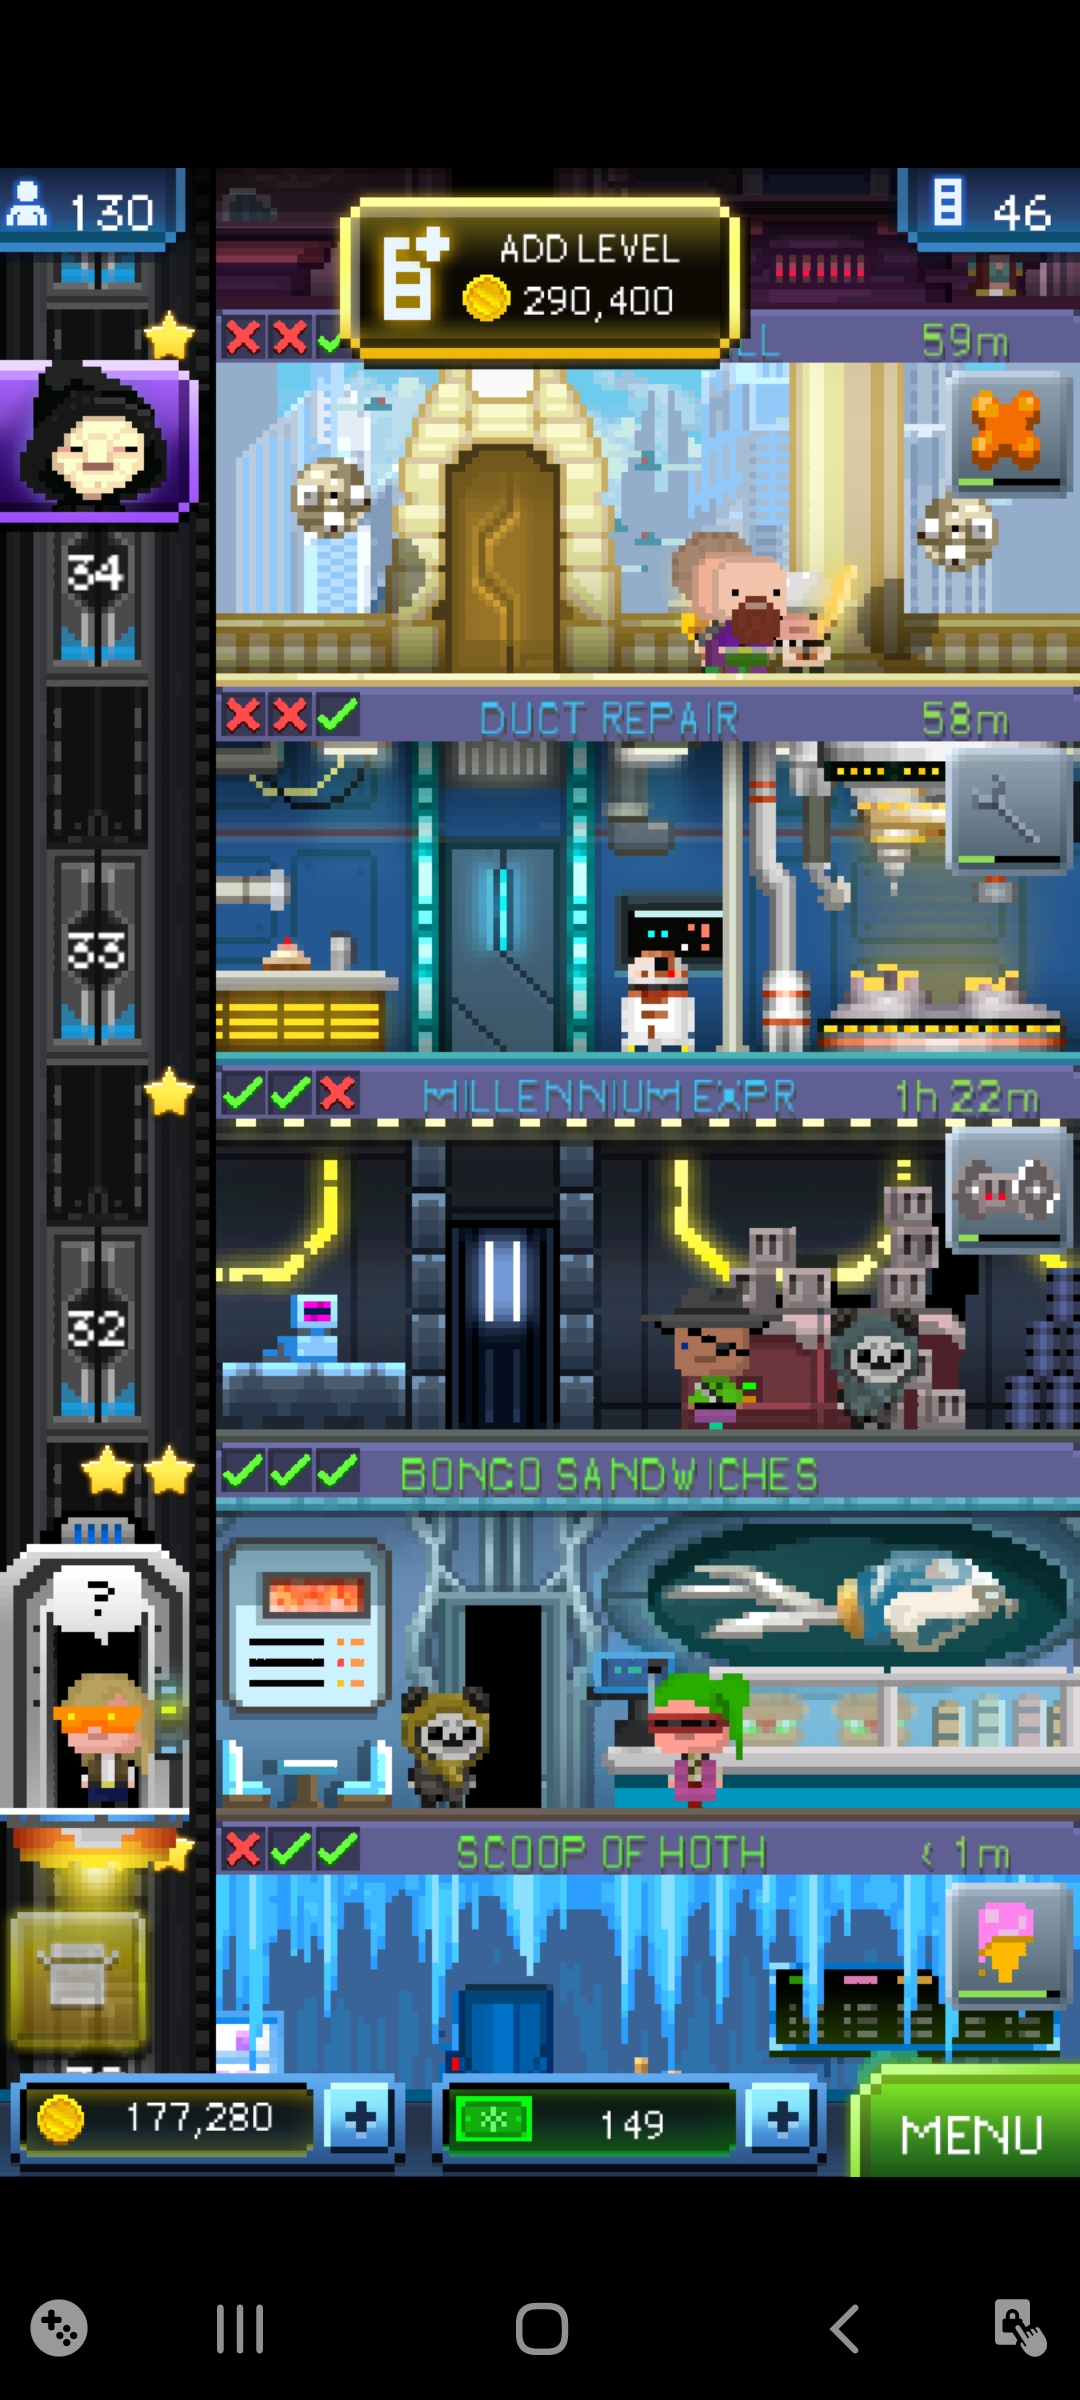 130
46
ADD LEVEL
290,400
LL
59m
34
DUCT REPAIR
58m
33
MILLENNIUM EXPR
1h 22m
32
BONGO SANDWICHES
?
SCOOP OF HOTH
< 1m
177,280
149
MENU